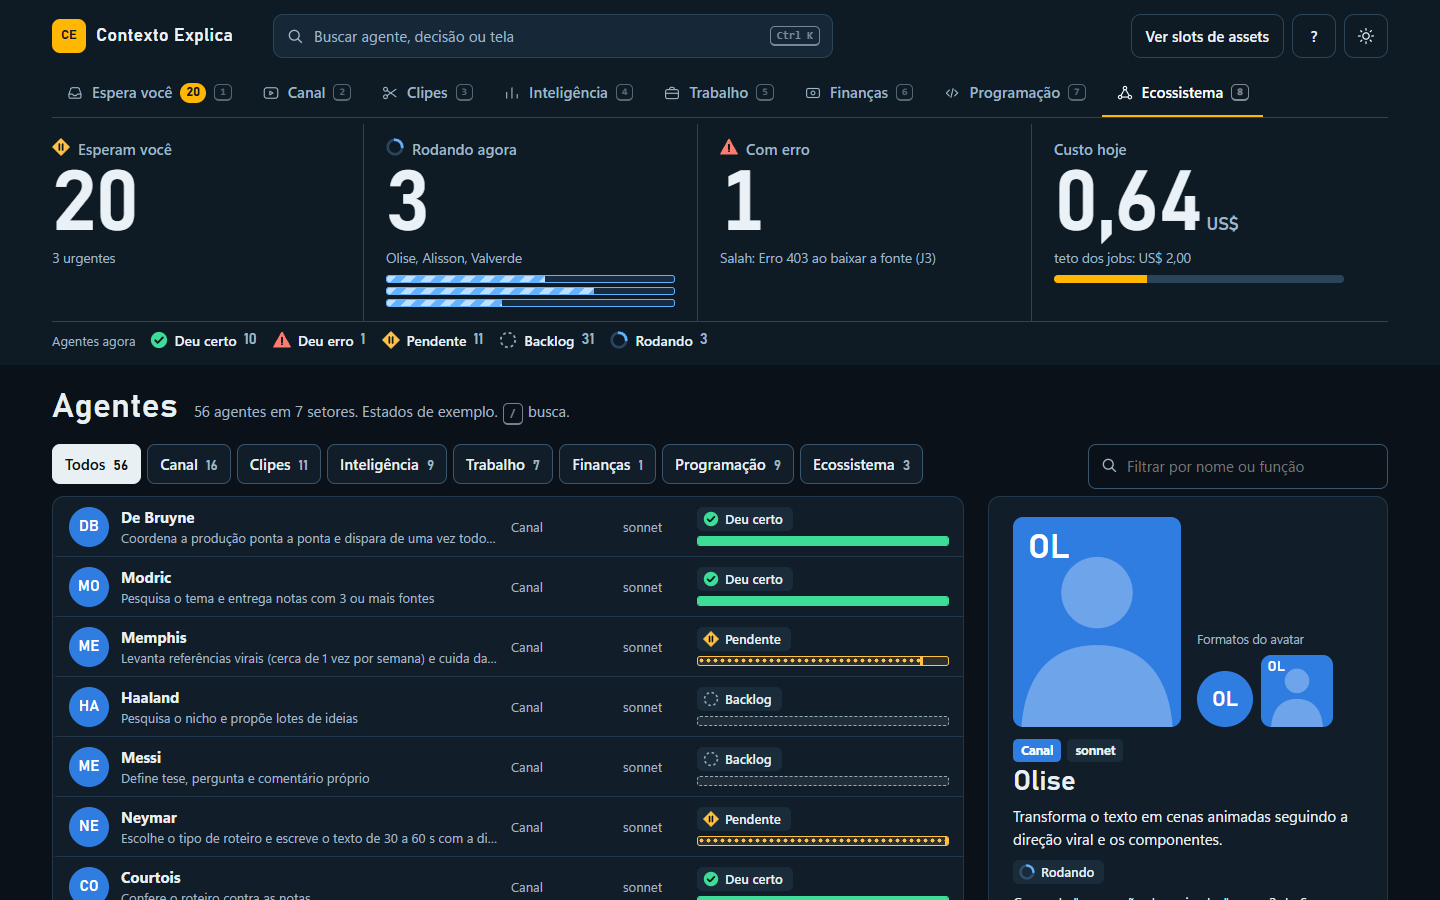 CE Contexto Explica
Buscar agente, decisão ou tela Ctrl K
Ver slots de assets ?
Espera você 20 1 Canal 2 Clipes 3 Inteligência 4 Trabalho 5 Finanças 6 Programação 7 Ecossistema 8
Esperam você
20
3 urgentes
Rodando agora
3
Olise, Alisson, Valverde
Com erro
1
Salah: Erro 403 ao baixar a fonte (J3)
Custo hoje
0,64 US$
teto dos jobs: US$ 2,00
Agentes agora Deu certo 10 Deu erro 1 Pendente 11 Backlog 31 Rodando 3
Agentes 56 agentes em 7 setores. Estados de exemplo. / busca.
Todos 56 Canal 16 Clipes 11 Inteligência 9 Trabalho 7 Finanças 1 Programação 9 Ecossistema 3
Filtrar por nome ou função
DB De Bruyne
Coordena a produção ponta a ponta e dispara de uma vez todo...
Canal sonnet Deu certo
MO Modric
Pesquisa o tema e entrega notas com 3 ou mais fontes
Canal sonnet Deu certo
ME Memphis
Levanta referências virais (cerca de 1 vez por semana) e cuida da...
Canal sonnet Pendente
HA Haaland
Pesquisa o nicho e propõe lotes de ideias
Canal sonnet Backlog
ME Messi
Define tese, pergunta e comentário próprio
Canal sonnet Backlog
NE Neymar
Escolhe o tipo de roteiro e escreve o texto de 30 a 60 s com a di...
Canal sonnet Pendente
CO Courtois
Confere o roteiro contra as notas
Canal sonnet Deu certo
OL
Formatos do avatar
OL OL
Canal sonnet
Olise
Transforma o texto em cenas animadas seguindo a
direção viral e os componentes.
Rodando